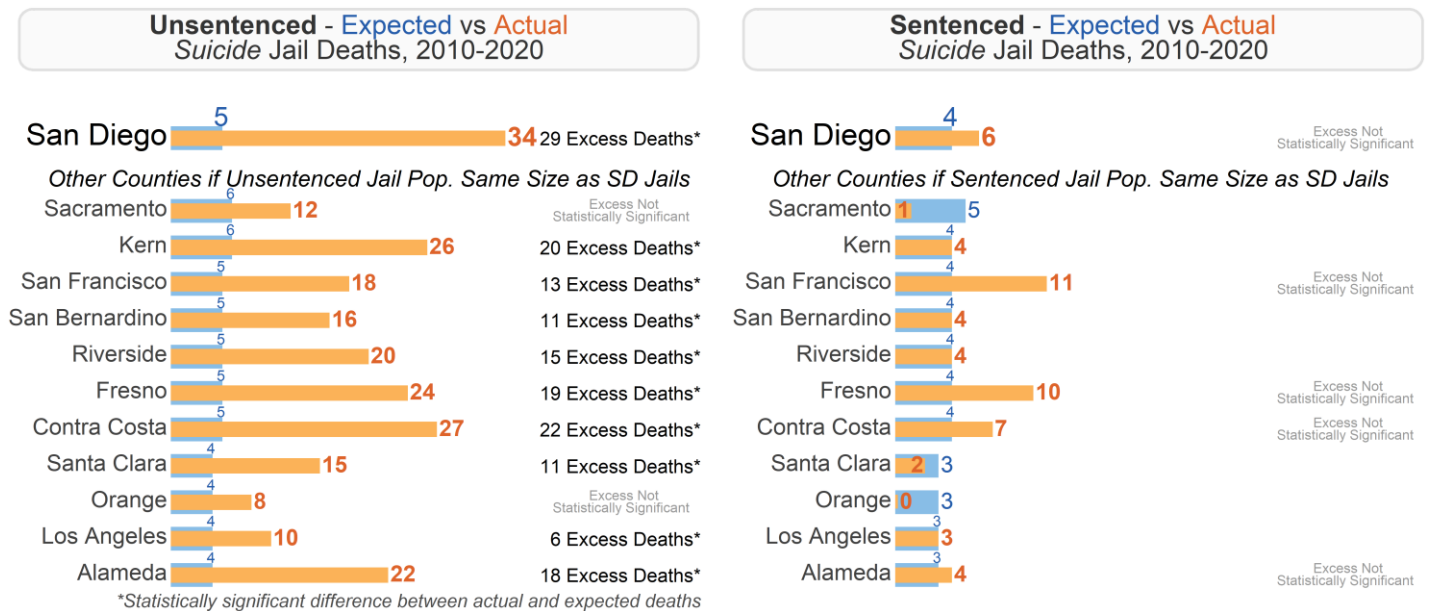 Unsentenced - Expected vs Actual
Suicide Jail Deaths, 2010-2020
5
San Diego 34 29 Excess Deaths*
Other Counties if Unsentenced Jail Pop. Same Size as SD Jails
6
Sacramento 12 Excess Not
Statistically Significant
6
Kern 26 20 Excess Deaths*
5
San Francisco 18 13 Excess Deaths*
5
San Bernardino 16 11 Excess Deaths*
5
Riverside 20 15 Excess Deaths*
5
Fresno 24 19 Excess Deaths*
5
Contra Costa 27 22 Excess Deaths*
4
Santa Clara 15 11 Excess Deaths*
4
Orange 8 Excess Not
Statistically Significant
4
Los Angeles 10 6 Excess Deaths*
4
Alameda 22 18 Excess Deaths*
*Statistically significant difference between actual and expected deaths
Sentenced - Expected vs Actual
Suicide Jail Deaths, 2010-2020
4
San Diego 6 Excess Not
Statistically Significant
Other Counties if Sentenced Jail Pop. Same Size as SD Jails
Sacramento 1 5
4
Kern 4
4
San Francisco 11 Excess Not
Statistically Significant
4
San Bernardino 4
4
Riverside 4
4
Fresno 10 Excess Not
Statistically Significant
4
Contra Costa 7 Excess Not
Statistically Significant
Santa Clara 2 3
Orange 0 3
3
Los Angeles 3
3
Alameda 4 Excess Not
Statistically Significant